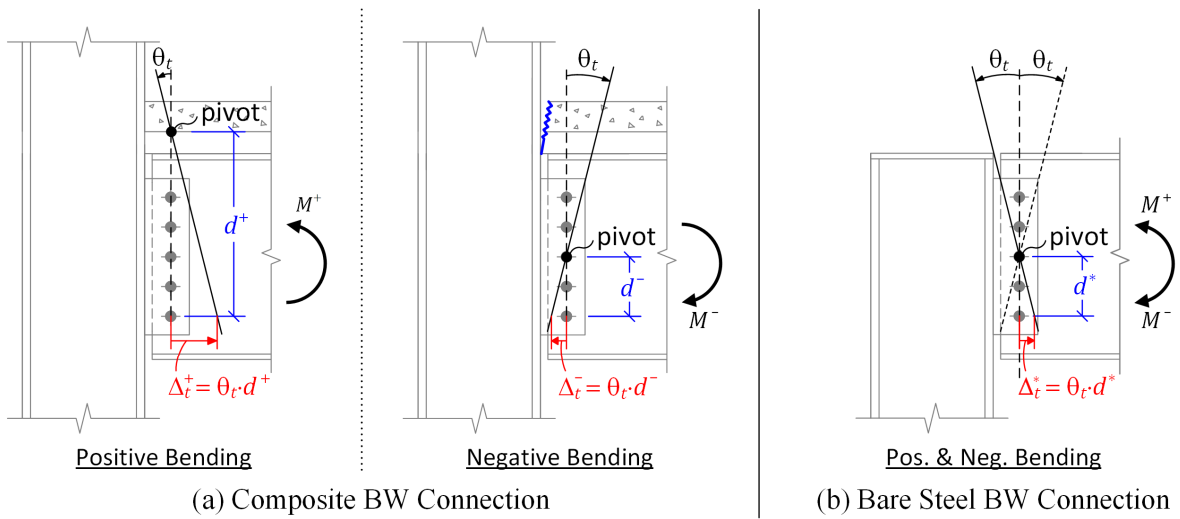 θt
pivot
d+
M+
Δt+ = θt·d+
Positive Bending
θt
pivot
d−
M−
Δt− = θt·d−
Negative Bending
(a) Composite BW Connection
θt θt
pivot
d*
M+
M−
Δt* = θt·d*
Pos. & Neg. Bending
(b) Bare Steel BW Connection